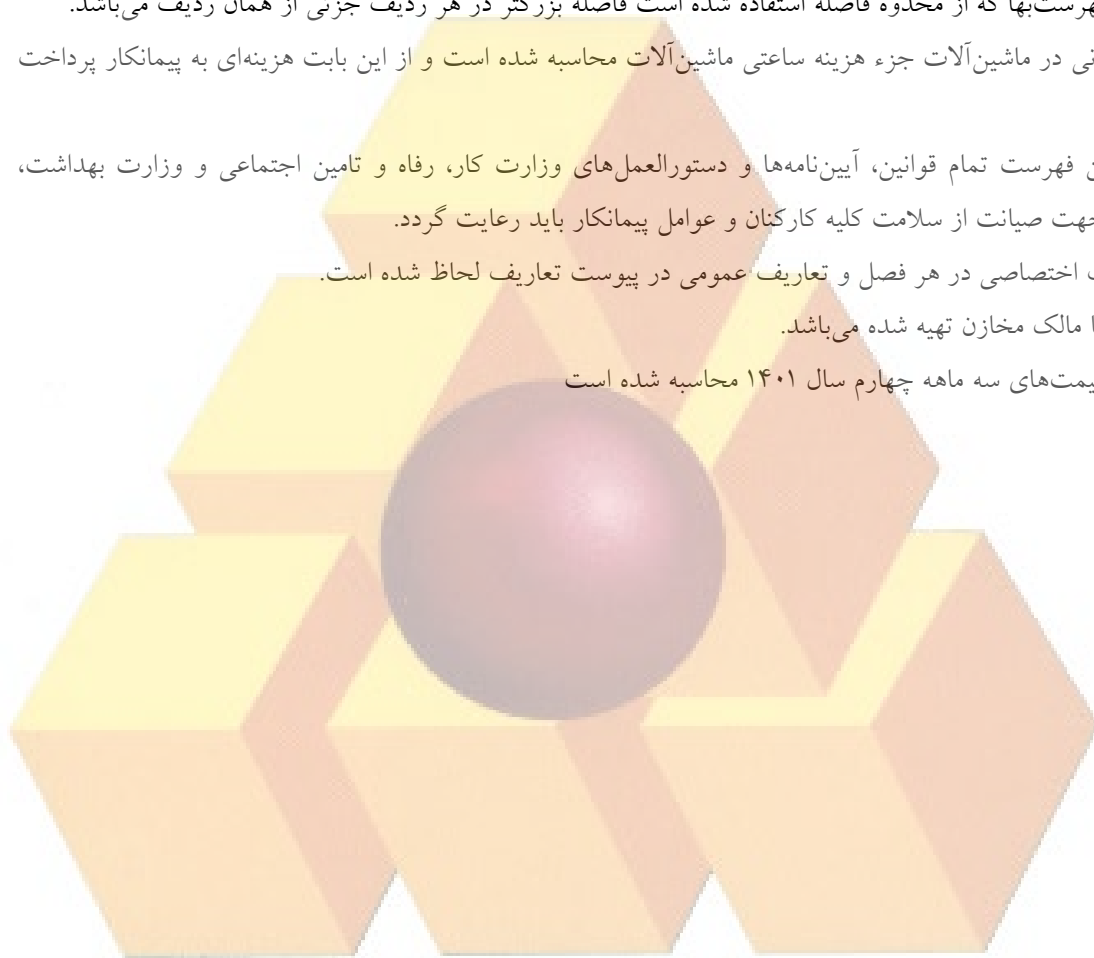 هرست‌بها که از محدوه فاصله استفاده شده است فاصله بزرگتر در هر ردیف جزئی از همان ردیف می‌باشد.
نی در ماشین‌آلات جزء هزینه ساعتی ماشین‌آلات محاسبه شده است و از این بابت هزینه‌ای به پیمانکار پرداخت
ن فهرست تمام قوانین، آیین‌نامه‌ها و دستورالعمل‌های وزارت کار، رفاه و تامین اجتماعی و وزارت بهداشت،
جهت صیانت از سلامت کلیه کارکنان و عوامل پیمانکار باید رعایت گردد.
اختصاصی در هر فصل و تعاریف عمومی در پیوست تعاریف لحاظ شده است.
ا مالک مخازن تهیه شده می‌باشد.
یمت‌های سه ماهه چهارم سال ۱۴۰۱ محاسبه شده است